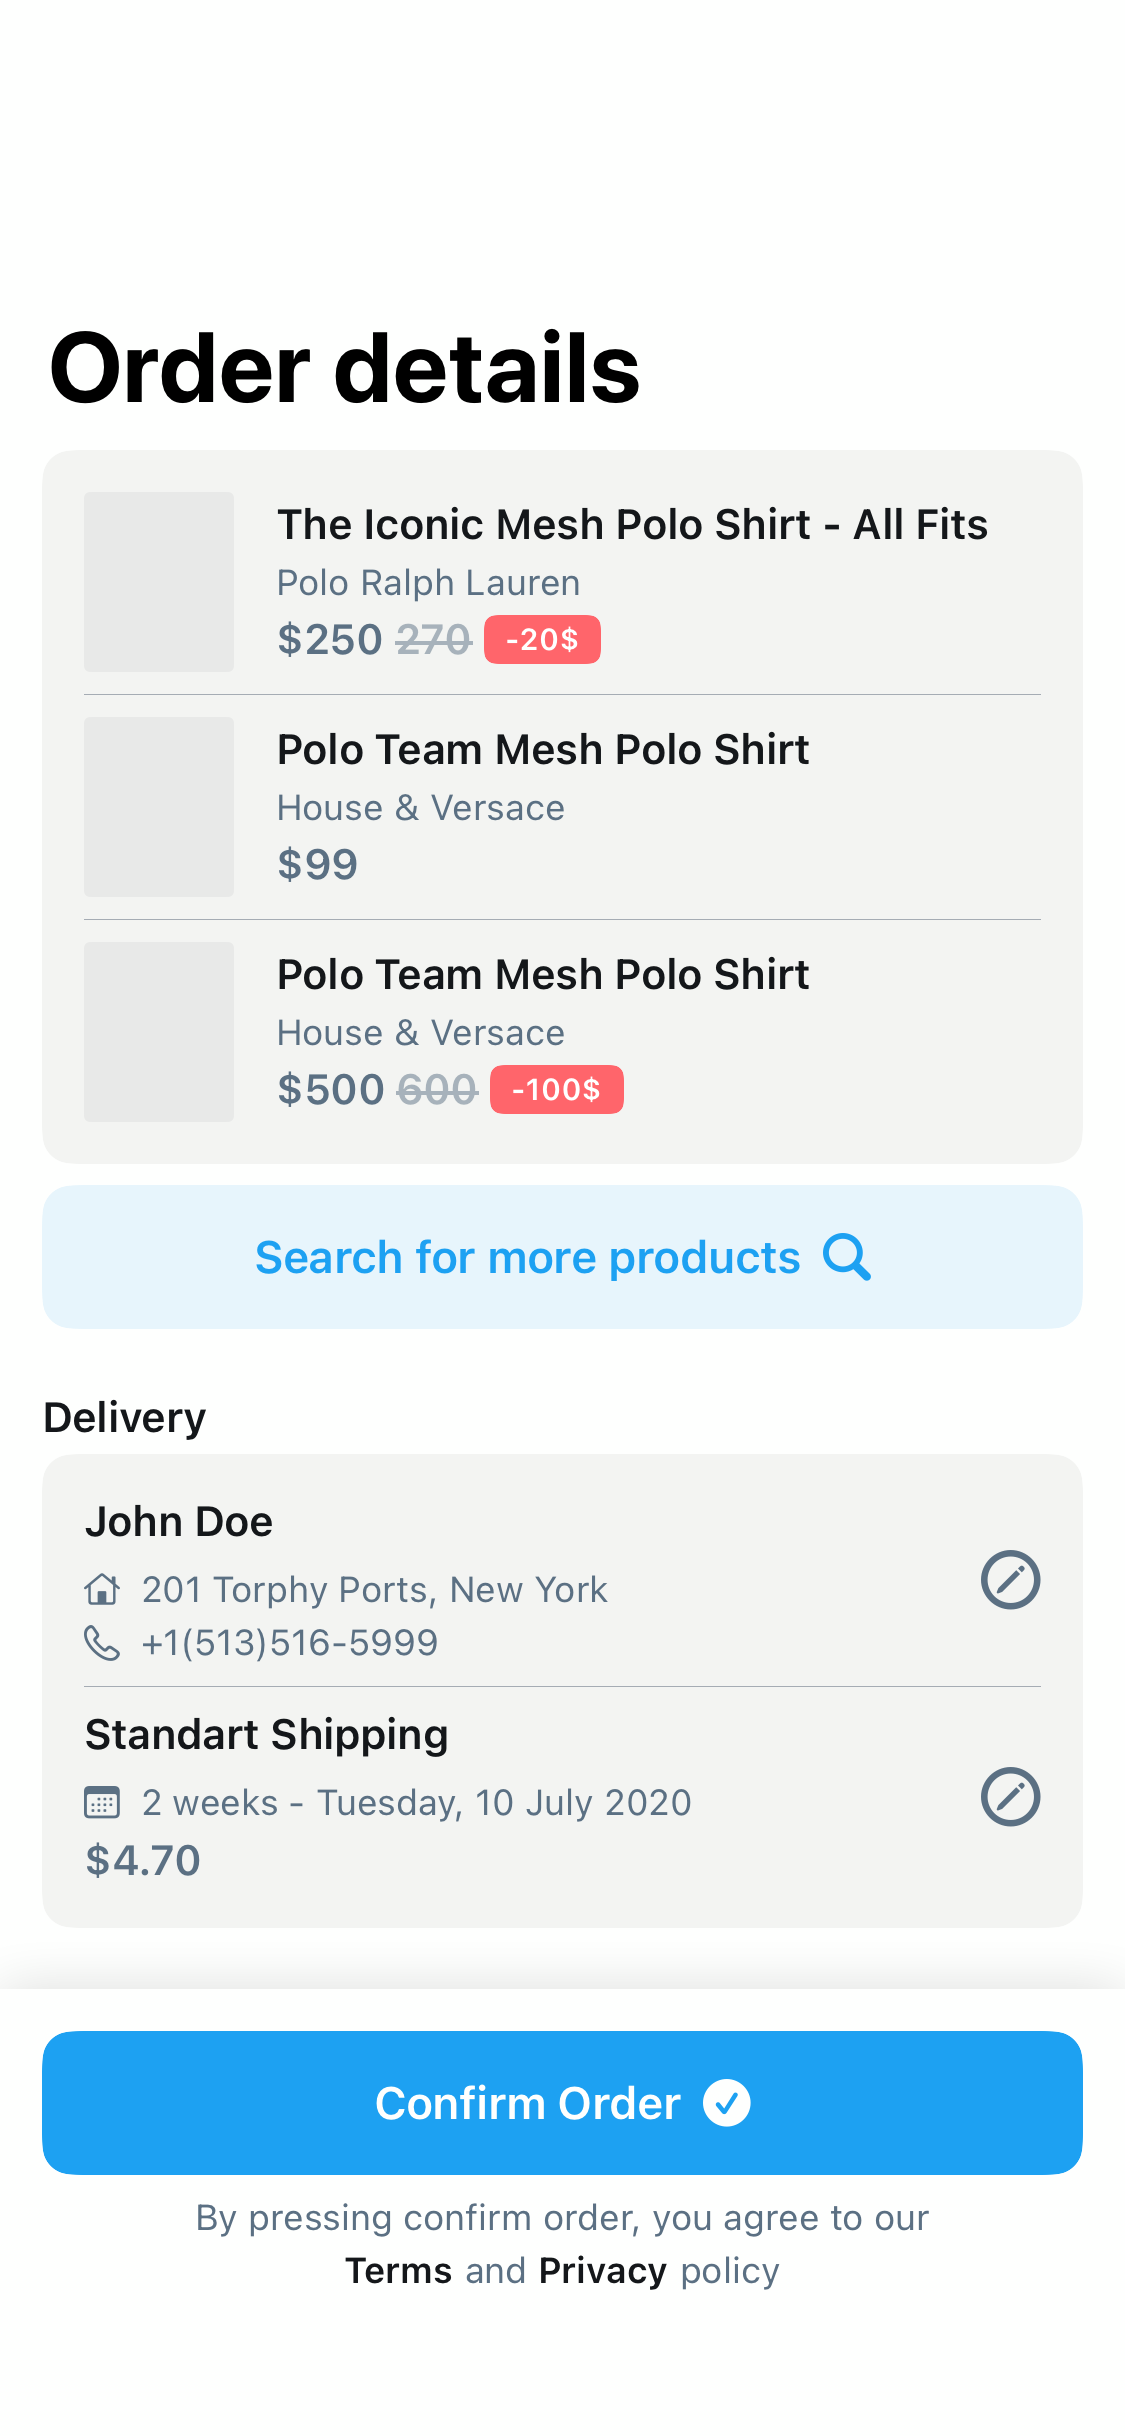 Order details
The Iconic Mesh Polo Shirt - All Fits
Polo Ralph Lauren
$250 270 -20$
Polo Team Mesh Polo Shirt
House & Versace
$99
Polo Team Mesh Polo Shirt
House & Versace
$500 600 -100$
Search for more products
Delivery
John Doe
201 Torphy Ports, New York
+1(513)516-5999
Standart Shipping
2 weeks - Tuesday, 10 July 2020
$4.70
Confirm Order
By pressing confirm order, you agree to our
Terms and Privacy policy